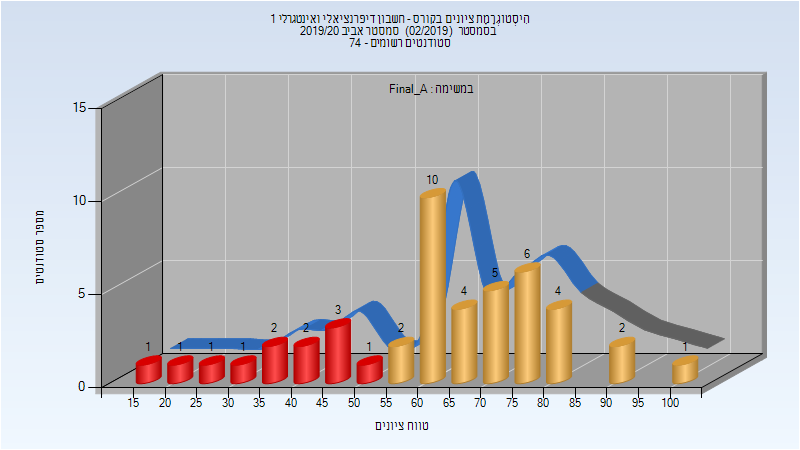 היסטוגרמת ציונים בקורס - חשבון דיפרנציאלי ואינטגרלי 1
בסמסטר (02/2019) סמסטר אביב 2019/20
סטודנטים רשומים - 74
במשימה : Final_A
מספר סטודנטים
15
10
5
0
1 1 1 1 2 2 3 1 2 10 4 5 6 4 2 1
15 20 25 30 35 40 45 50 55 60 65 70 75 80 85 90 95 100
טווח ציונים